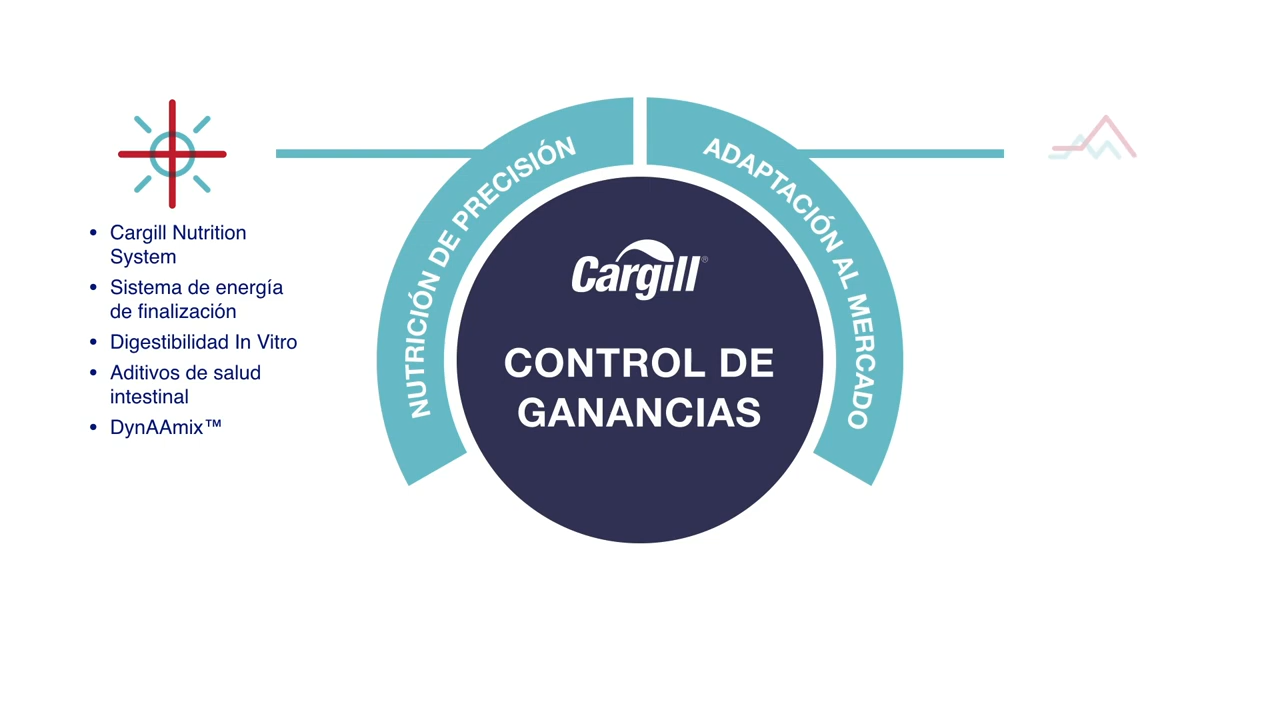 Cargill Nutrition
System
Sistema de energía
de finalización
Digestibilidad In Vitro
Aditivos de salud
intestinal
DynAAmix™
NUTRICIÓN DE PRECISIÓN
ADAPTACIÓN AL MERCADO
Cargill®
CONTROL DE
GANANCIAS